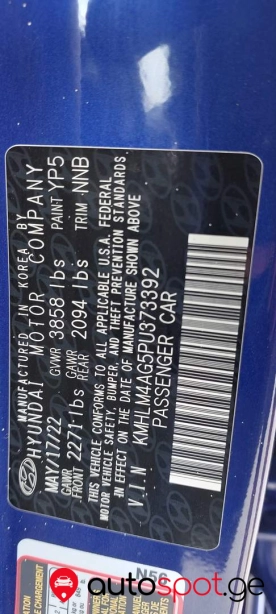 MANUFACTURED IN KOREA BY
HYUNDAI MOTOR COMPANY
MAY/17/22 GVWR 3858 lbs PAINT YP5
GAWR FRONT 2271 lbs GAWR REAR 2094 lbs TRIM NNB
THIS VEHICLE CONFORMS TO ALL APPLICABLE U.S.A. FEDERAL
MOTOR VEHICLE SAFETY, BUMPER, AND THEFT PREVENTION STANDARDS
IN EFFECT ON THE DATE OF MANUFACTURE SHOWN ABOVE
V.I.N KMHLM4AG5PU373392
PASSENGER CAR
CHARGEMENT
N56
autospot.ge